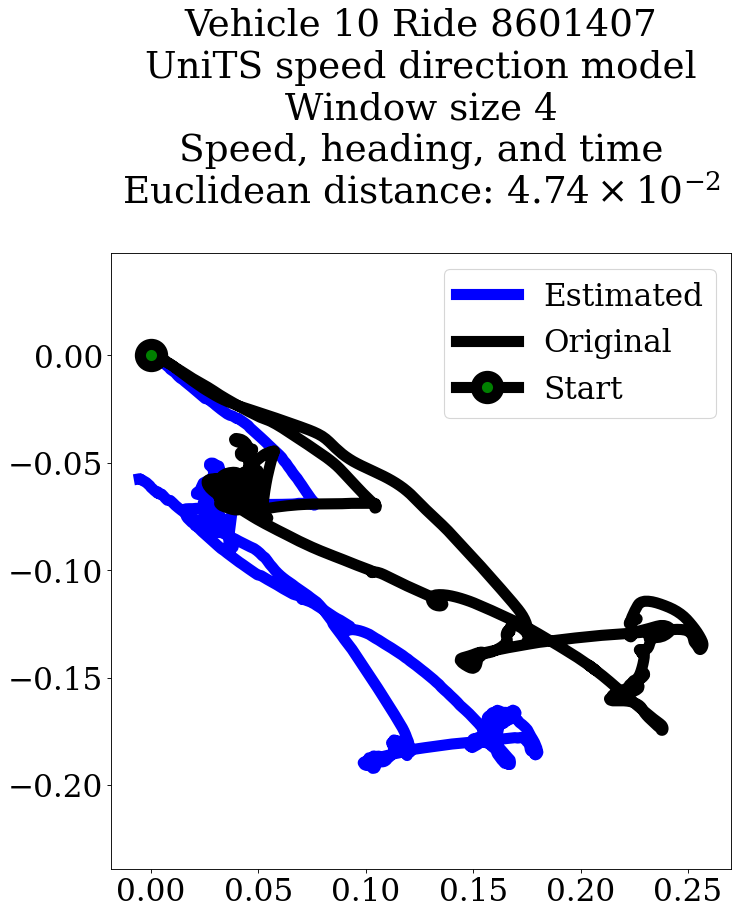 Vehicle 10 Ride 8601407
UniTS speed direction model
Window size 4
Speed, heading, and time
Euclidean distance: 4.74 × 10⁻²
Estimated
Original
Start
0.00
−0.05
−0.10
−0.15
−0.20
0.00 0.05 0.10 0.15 0.20 0.25